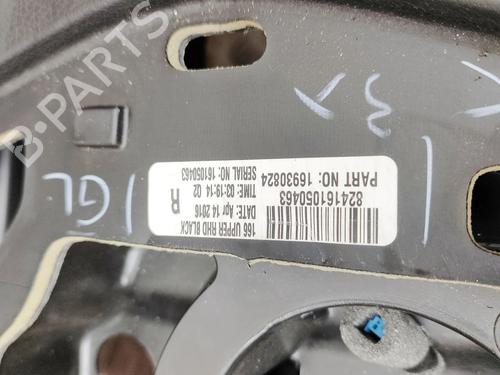 166 UPPER RHD BLACK
DATE: Apr 14 2016
TIME: 03:19:14 02
SERIAL NO: 161050463
R
824161050463
PART NO: 16930824
GL
B-PARTS